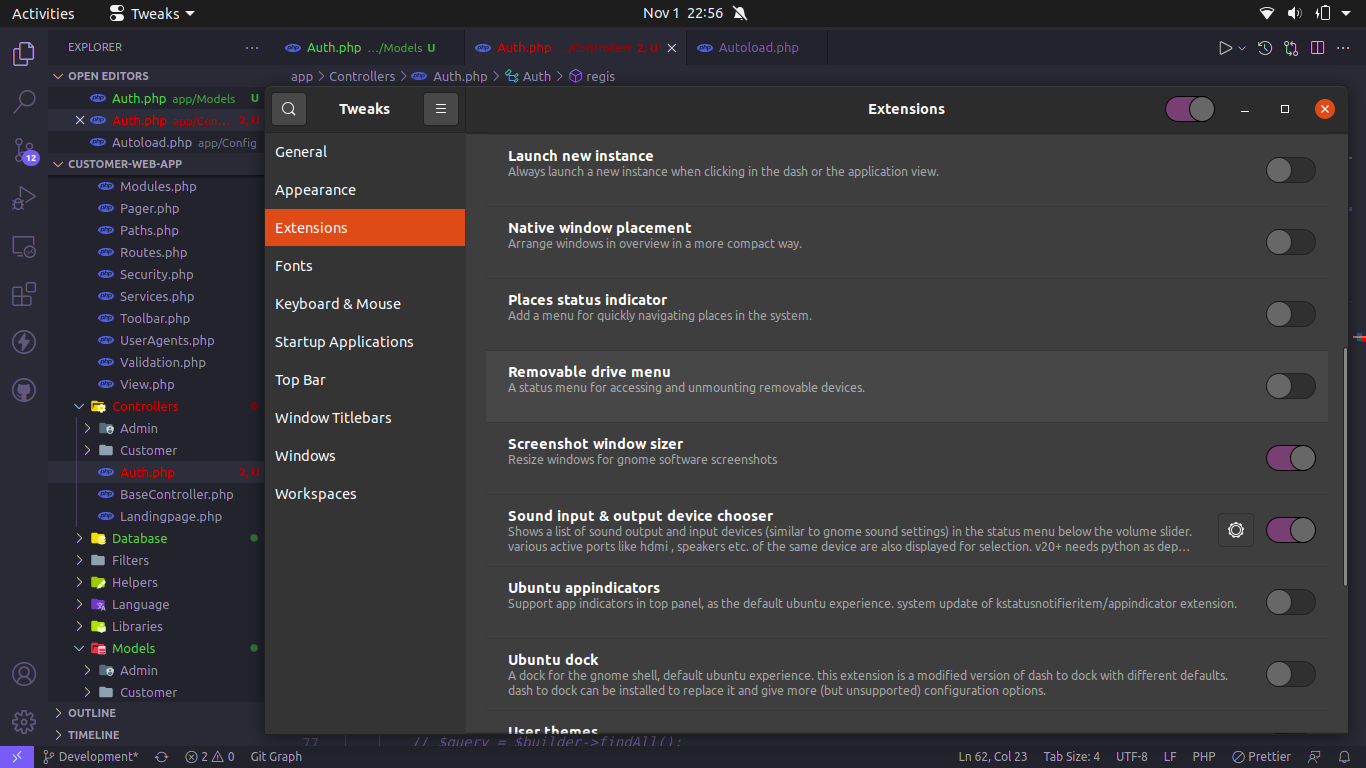 Activities
Tweaks
Nov 1 22:56
EXPLORER
Auth.php .../Models U
Auth.php .../Controllers 2, U
Autoload.php
OPEN EDITORS
app > Controllers > Auth.php > Auth > regis
Auth.php app/Models U
Auth.php app/Con... 2, U
Autoload.php app/Config
CUSTOMER-WEB-APP
Modules.php
Pager.php
Paths.php
Routes.php
Security.php
Services.php
Toolbar.php
UserAgents.php
Validation.php
View.php
Controllers
Admin
Customer
Auth.php 2, U
BaseController.php
Landingpage.php
Database
Filters
Helpers
Language
Libraries
Models
Admin
Customer
OUTLINE
TIMELINE
12
Tweaks
Extensions
General
Appearance
Extensions
Fonts
Keyboard & Mouse
Startup Applications
Top Bar
Window Titlebars
Windows
Workspaces
Launch new instance
Always launch a new instance when clicking in the dash or the application view.
Native window placement
Arrange windows in overview in a more compact way.
Places status indicator
Add a menu for quickly navigating places in the system.
Removable drive menu
A status menu for accessing and unmounting removable devices.
Screenshot window sizer
Resize windows for gnome software screenshots
Sound input & output device chooser
Shows a list of sound output and input devices (similar to gnome sound settings) in the status menu below the volume slider.
various active ports like hdmi , speakers etc. of the same device are also displayed for selection. v20+ needs python as dep...
Ubuntu appindicators
Support app indicators in top panel, as the default ubuntu experience. system update of kstatusnotifieritem/appindicator extension.
Ubuntu dock
A dock for the gnome shell, default ubuntu experience. this extension is a modified version of dash to dock with different defaults.
dash to dock can be installed to replace it and give more (but unsupported) configuration options.
User themes
77 // $query = $builder->findAll();
Development*
2 0
Git Graph
Ln 62, Col 23
Tab Size: 4
UTF-8
LF
PHP
Prettier